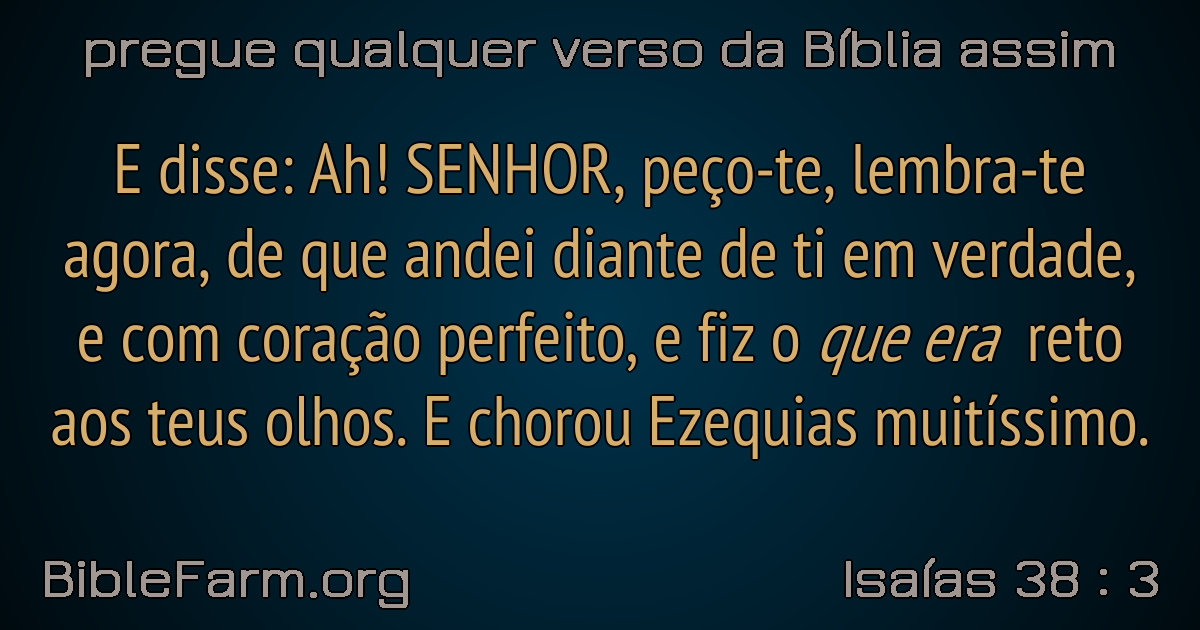 pregue qualquer verso da Bíblia assim
E disse: Ah! SENHOR, peço-te, lembra-te
agora, de que andei diante de ti em verdade,
e com coração perfeito, e fiz o que era reto
aos teus olhos. E chorou Ezequias muitíssimo.
BibleFarm.org
Isaías 38 : 3